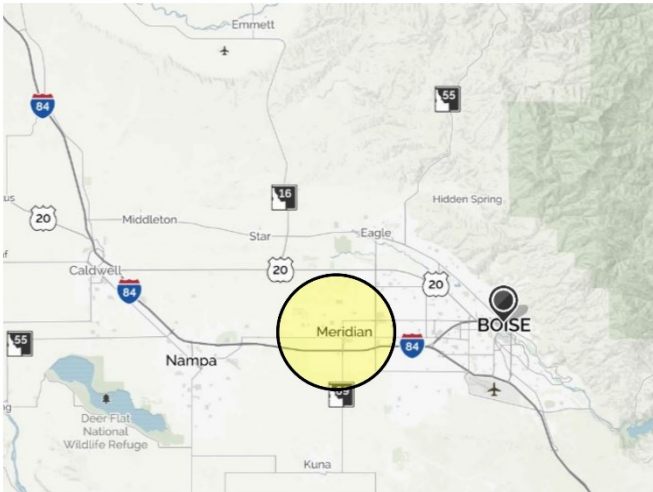 Emmett
55
84
16
Hidden Spring
20
Middleton
Star
Eagle
Caldwell
20
20
84
BOISE
Meridian
84
55
Nampa
Deer Flat
National
Wildlife Refuge
Kuna